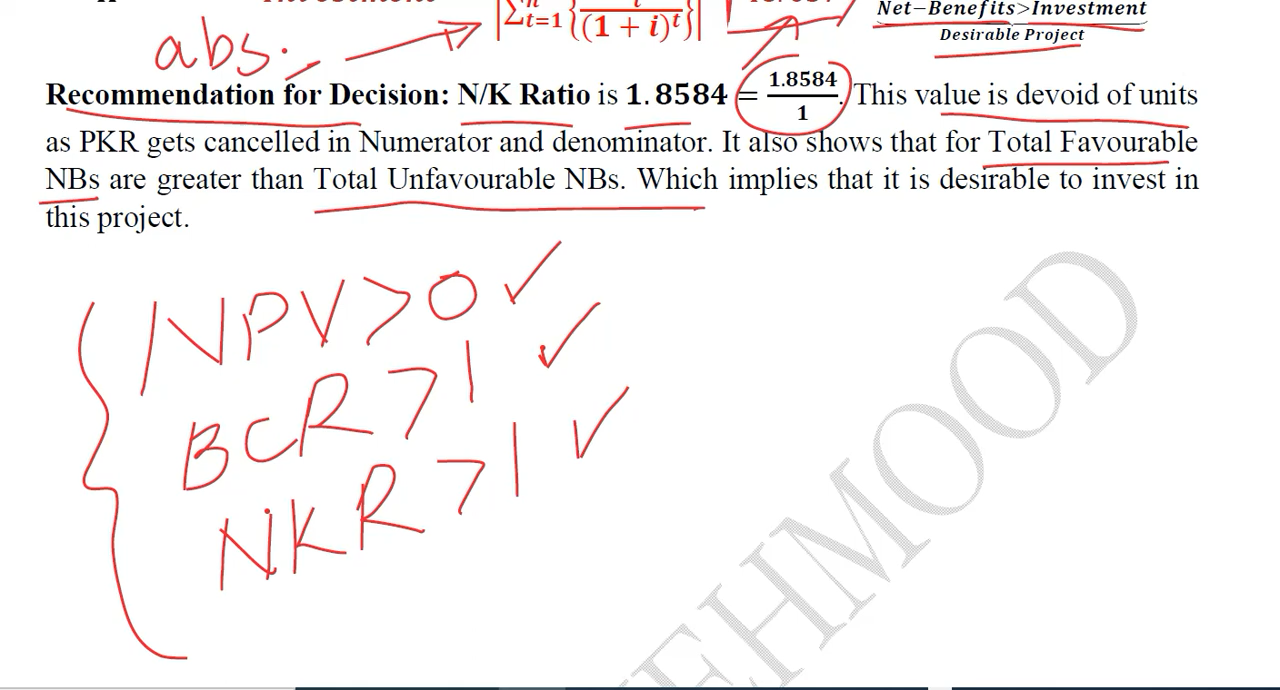 Net−Benefits>Investment
abs.
∑ t=1 { (1 + i)^t }
Desirable Project
Recommendation for Decision: N/K Ratio is 1.8584 = 1.8584/1. This value is devoid of units
as PKR gets cancelled in Numerator and denominator. It also shows that for Total Favourable
NBs are greater than Total Unfavourable NBs. Which implies that it is desirable to invest in
this project.
NPV > 0 ✓
BCR > 1 ✓
NKR > 1 ✓
EHMOOD